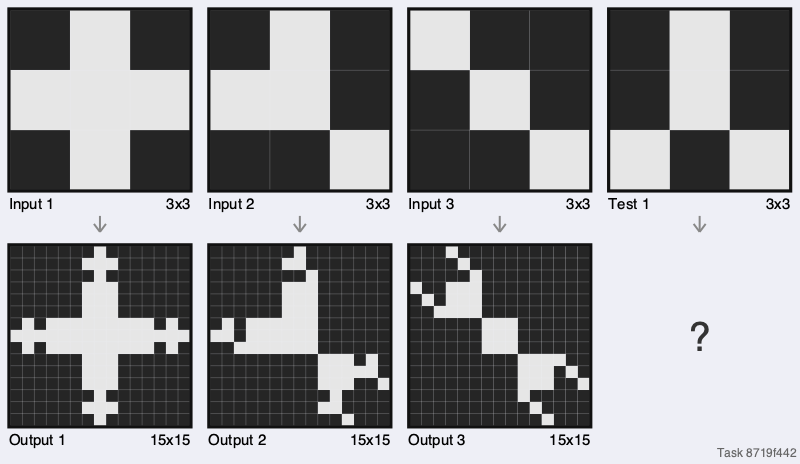 Input 1 3x3 Input 2 3x3 Input 3 3x3 Test 1 3x3
?
Output 1 15x15 Output 2 15x15 Output 3 15x15
Task 8719f442